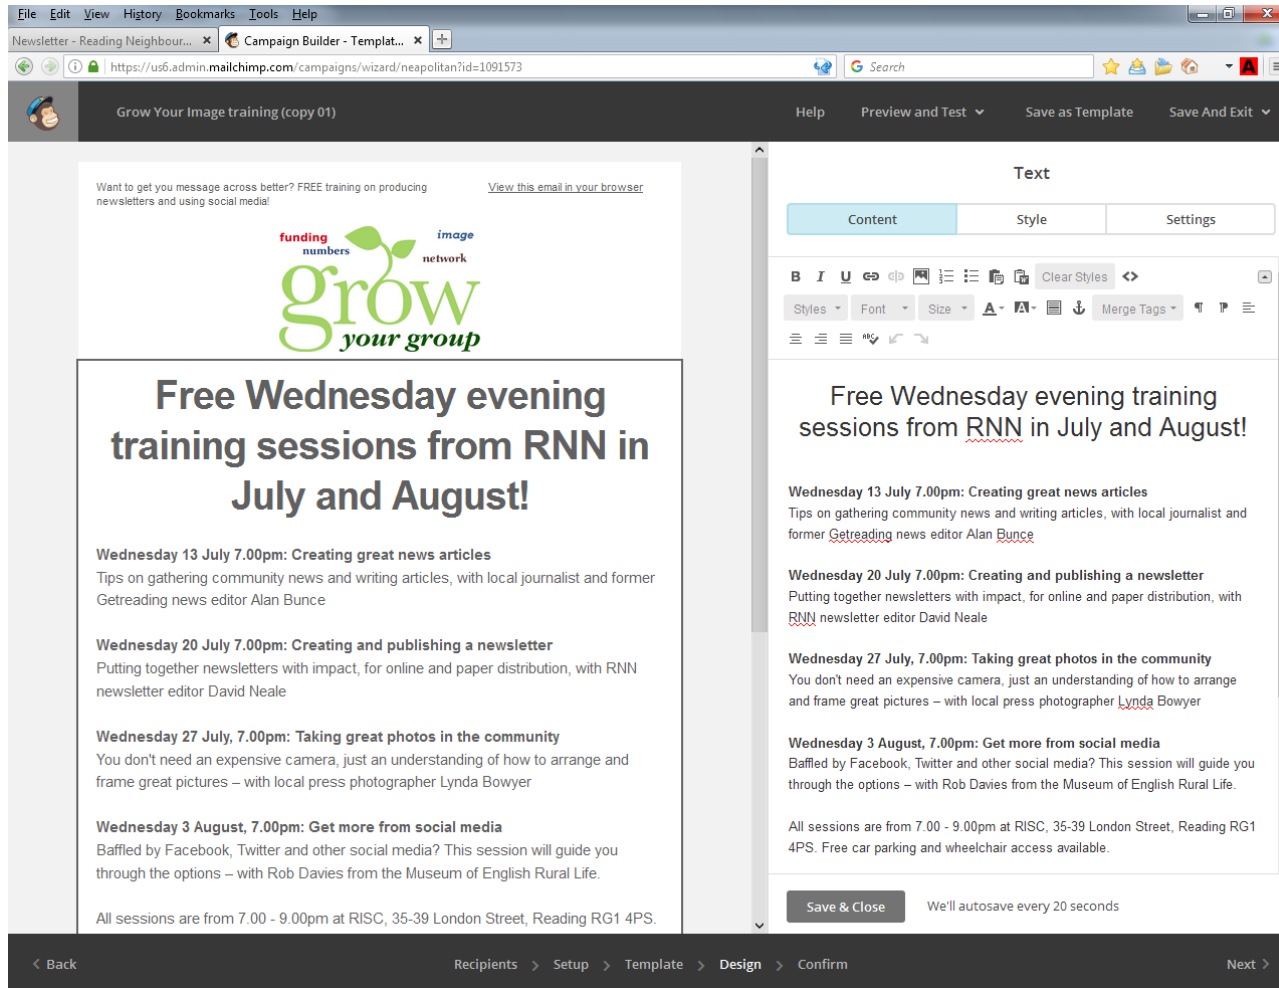 File Edit View History Bookmarks Tools Help
Newsletter - Reading Neighbour... × Campaign Builder - Templat... × +
https://us6.admin.mailchimp.com/campaigns/wizard/neapolitan?id=1091573 Search
Grow Your Image training (copy 01) Help Preview and Test Save as Template Save And Exit
Want to get you message across better? FREE training on producing
newsletters and using social media!
View this email in your browser
funding
numbers
image
network
grow
your group
Free Wednesday evening
training sessions from RNN in
July and August!
Wednesday 13 July 7.00pm: Creating great news articles
Tips on gathering community news and writing articles, with local journalist and former
Getreading news editor Alan Bunce
Wednesday 20 July 7.00pm: Creating and publishing a newsletter
Putting together newsletters with impact, for online and paper distribution, with RNN
newsletter editor David Neale
Wednesday 27 July, 7.00pm: Taking great photos in the community
You don't need an expensive camera, just an understanding of how to arrange and
frame great pictures – with local press photographer Lynda Bowyer
Wednesday 3 August, 7.00pm: Get more from social media
Baffled by Facebook, Twitter and other social media? This session will guide you
through the options – with Rob Davies from the Museum of English Rural Life.
All sessions are from 7.00 - 9.00pm at RISC, 35-39 London Street, Reading RG1 4PS.
Text
Content Style Settings
B I U Clear Styles <>
Styles Font Size A A Merge Tags
ABC
Free Wednesday evening training
sessions from RNN in July and August!
Wednesday 13 July 7.00pm: Creating great news articles
Tips on gathering community news and writing articles, with local journalist and
former Getreading news editor Alan Bunce
Wednesday 20 July 7.00pm: Creating and publishing a newsletter
Putting together newsletters with impact, for online and paper distribution, with
RNN newsletter editor David Neale
Wednesday 27 July, 7.00pm: Taking great photos in the community
You don't need an expensive camera, just an understanding of how to arrange
and frame great pictures – with local press photographer Lynda Bowyer
Wednesday 3 August, 7.00pm: Get more from social media
Baffled by Facebook, Twitter and other social media? This session will guide you
through the options – with Rob Davies from the Museum of English Rural Life.
All sessions are from 7.00 - 9.00pm at RISC, 35-39 London Street, Reading RG1
4PS. Free car parking and wheelchair access available.
Save & Close We'll autosave every 20 seconds
< Back Recipients > Setup > Template > Design > Confirm Next >